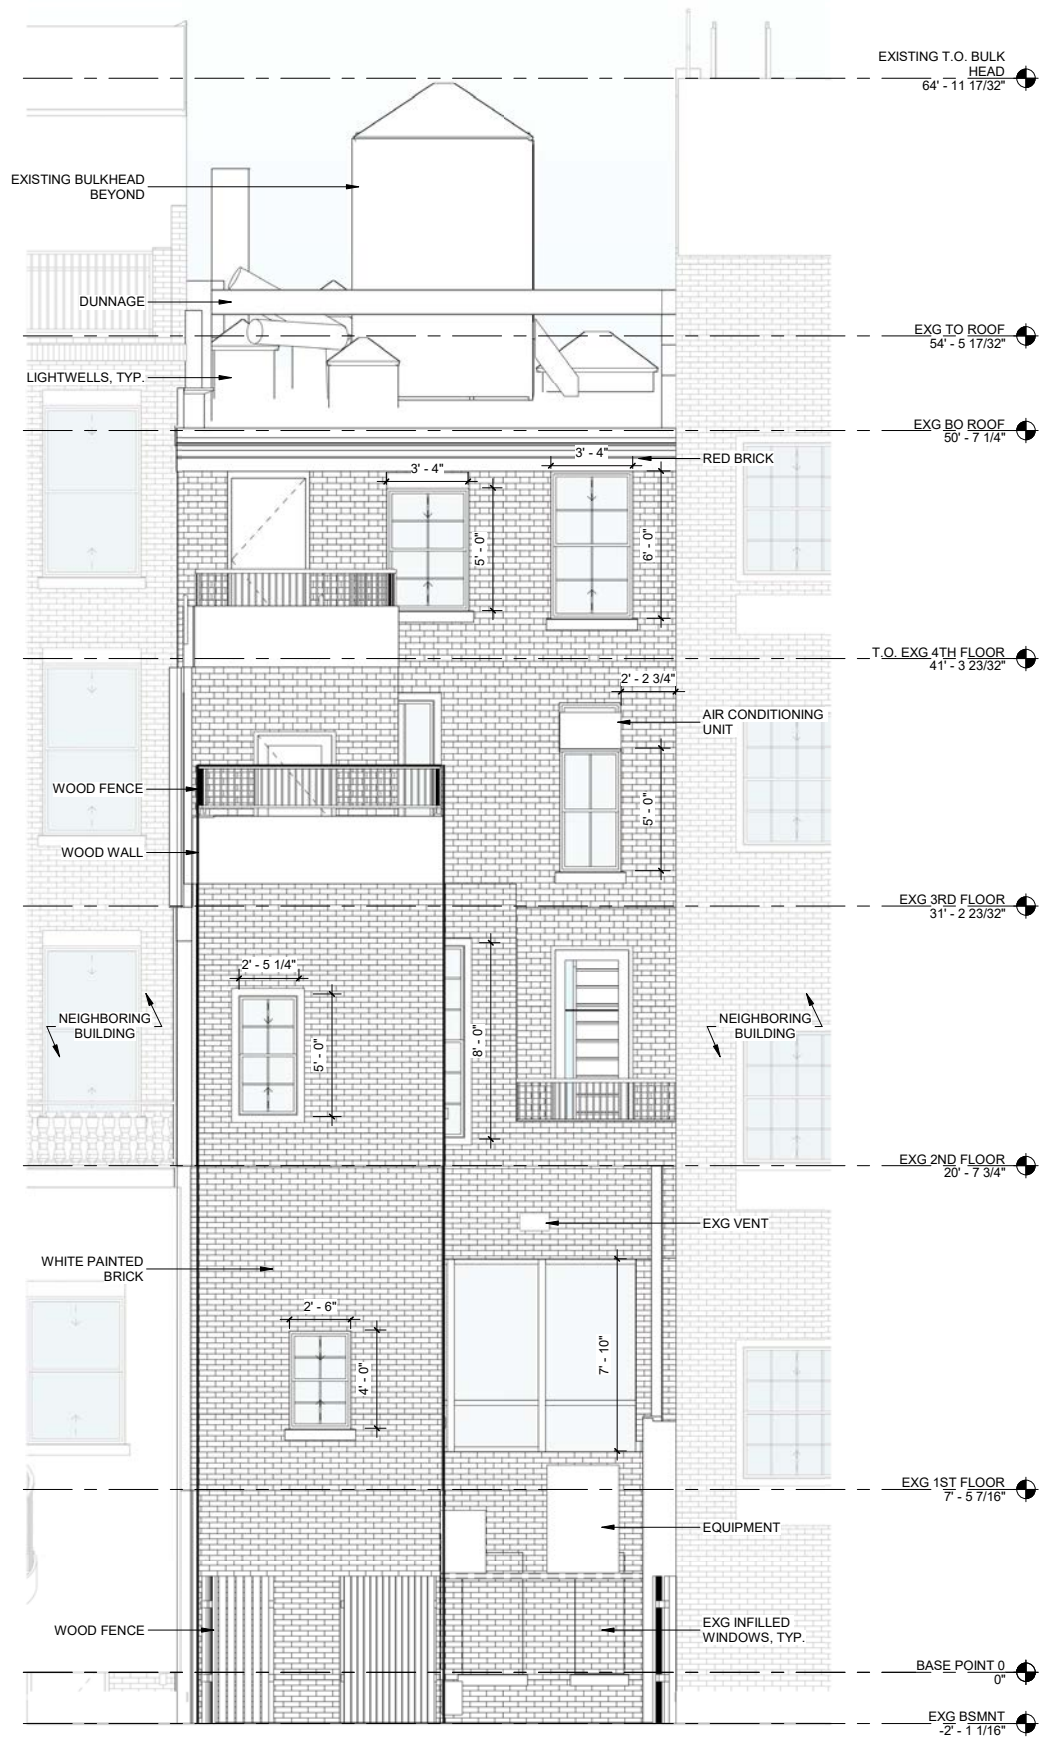 EXISTING T.O. BULK
HEAD
64' - 11 17/32"
EXISTING BULKHEAD
BEYOND
DUNNAGE
EXG TO ROOF
54' - 5 17/32"
LIGHTWELLS, TYP.
EXG BO ROOF
50' - 7 1/4"
3' - 4"
RED BRICK
3' - 4"
5' - 0"
6' - 0"
T.O. EXG 4TH FLOOR
41' - 3 23/32"
2' - 2 3/4"
AIR CONDITIONING
UNIT
WOOD FENCE
5' - 0"
WOOD WALL
EXG 3RD FLOOR
31' - 2 23/32"
2' - 5 1/4"
NEIGHBORING
BUILDING
5' - 0"
8' - 0"
NEIGHBORING
BUILDING
EXG 2ND FLOOR
20' - 7 3/4"
EXG VENT
WHITE PAINTED
BRICK
2' - 6"
4' - 0"
7' - 10"
EXG 1ST FLOOR
7' - 5 7/16"
EQUIPMENT
WOOD FENCE
EXG INFILLED
WINDOWS, TYP.
BASE POINT 0
0"
EXG BSMNT
-2' - 1 1/16"